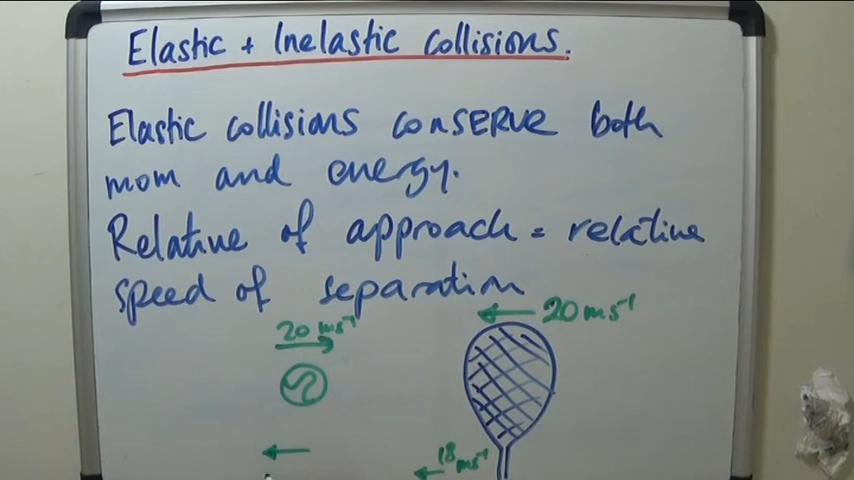 Elastic + Inelastic collisions.
Elastic collisions conSERVE both
mom and energy.
Relative of approach = relative
speed of separation
20 ms⁻¹
20 ms⁻¹
18 ms⁻¹